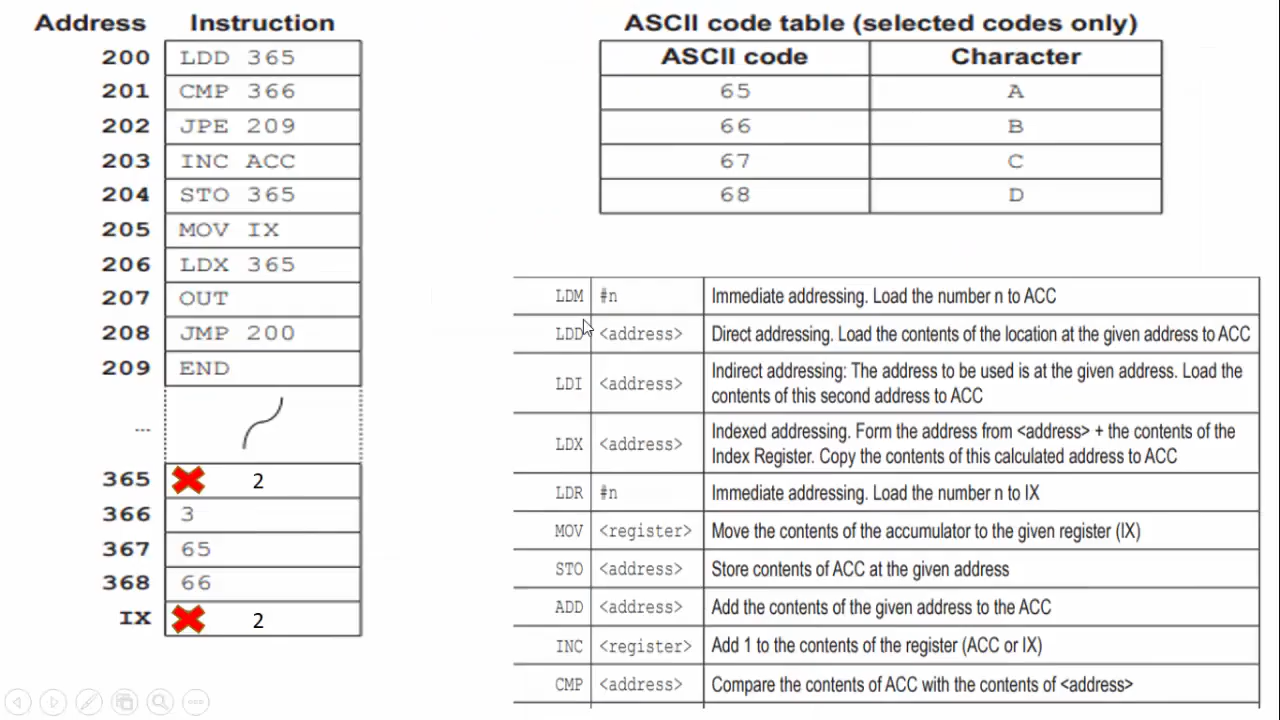 Address Instruction
200 LDD 365
201 CMP 366
202 JPE 209
203 INC ACC
204 STO 365
205 MOV IX
206 LDX 365
207 OUT
208 JMP 200
209 END
...
365 2
366 3
367 65
368 66
IX 2
ASCII code table (selected codes only)
ASCII code Character
65 A
66 B
67 C
68 D
LDM #n Immediate addressing. Load the number n to ACC
LDD <address> Direct addressing. Load the contents of the location at the given address to ACC
LDI <address> Indirect addressing: The address to be used is at the given address. Load the
contents of this second address to ACC
LDX <address> Indexed addressing. Form the address from <address> + the contents of the
Index Register. Copy the contents of this calculated address to ACC
LDR #n Immediate addressing. Load the number n to IX
MOV <register> Move the contents of the accumulator to the given register (IX)
STO <address> Store contents of ACC at the given address
ADD <address> Add the contents of the given address to the ACC
INC <register> Add 1 to the contents of the register (ACC or IX)
CMP <address> Compare the contents of ACC with the contents of <address>